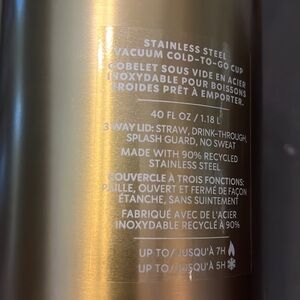 STAINLESS STEEL
VACUUM COLD-TO-GO CUP
GOBELET SOUS VIDE EN ACIER
INOXYDABLE POUR BOISSONS
FROIDES PRÊT À EMPORTER.
40 FL OZ / 1.18 L
3 WAY LID: STRAW, DRINK-THROUGH,
SPLASH GUARD, NO SWEAT
MADE WITH 90% RECYCLED
STAINLESS STEEL
COUVERCLE À TROIS FONCTIONS:
PAILLE, OUVERT ET FERMÉ DE FAÇON
ÉTANCHE, SANS SUINTEMENT
FABRIQUÉ AVEC DE L'ACIER
INOXYDABLE RECYCLÉ À 90%
UP TO/JUSQU'À 7H
UP TO/JUSQU'À 5H